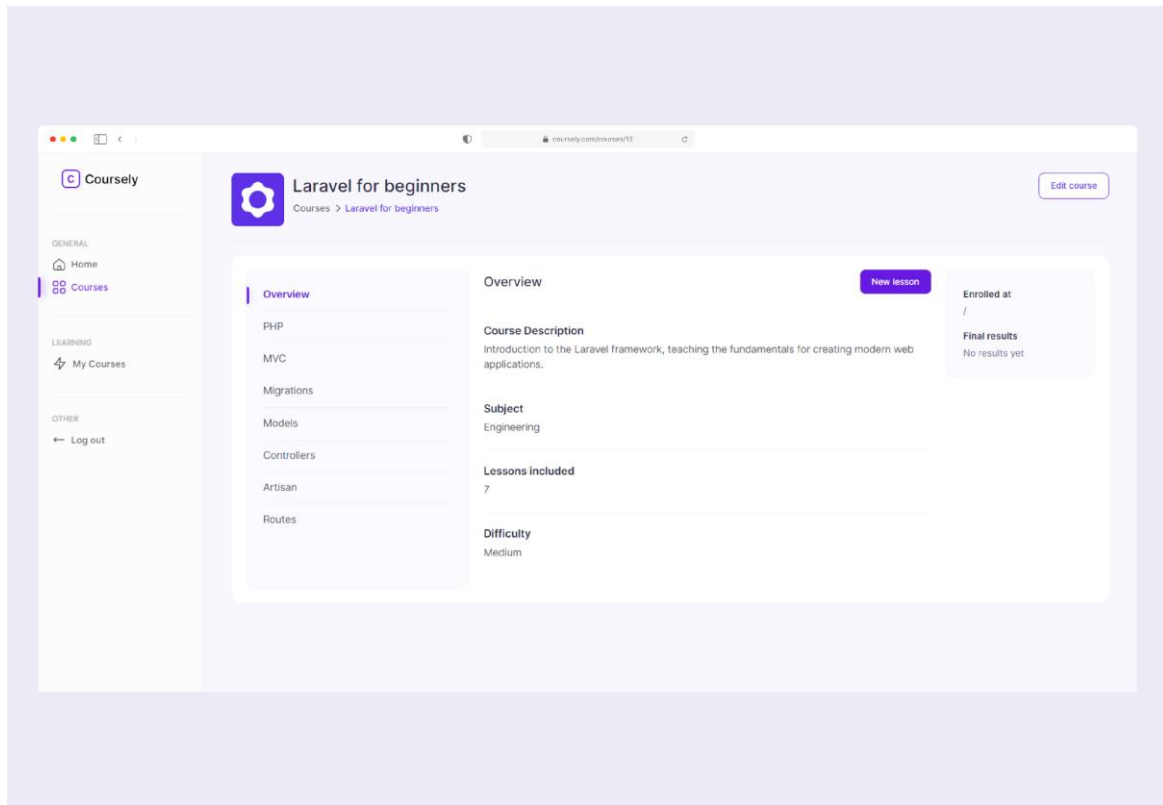 coursely.com/courses/12
C Coursely
GENERAL
Home
Courses
LEARNING
My Courses
OTHER
Log out
Laravel for beginners
Courses > Laravel for beginners
Edit course
Overview
PHP
MVC
Migrations
Models
Controllers
Artisan
Routes
Overview
New lesson
Course Description
Introduction to the Laravel framework, teaching the fundamentals for creating modern web
applications.
Subject
Engineering
Lessons included
7
Difficulty
Medium
Enrolled at
/
Final results
No results yet